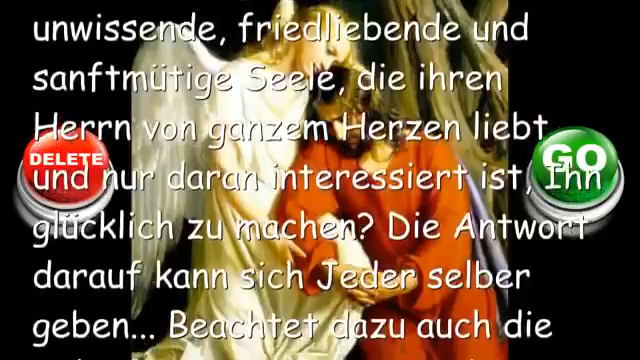 unwissende, friedliebende und
sanftmütige Seele, die ihren
Herrn von ganzem Herzen liebt
DELETE
GO
und nur daran interessiert ist, Ihn
glücklich zu machen? Die Antwort
darauf kann sich Jeder selber
geben... Beachtet dazu auch die